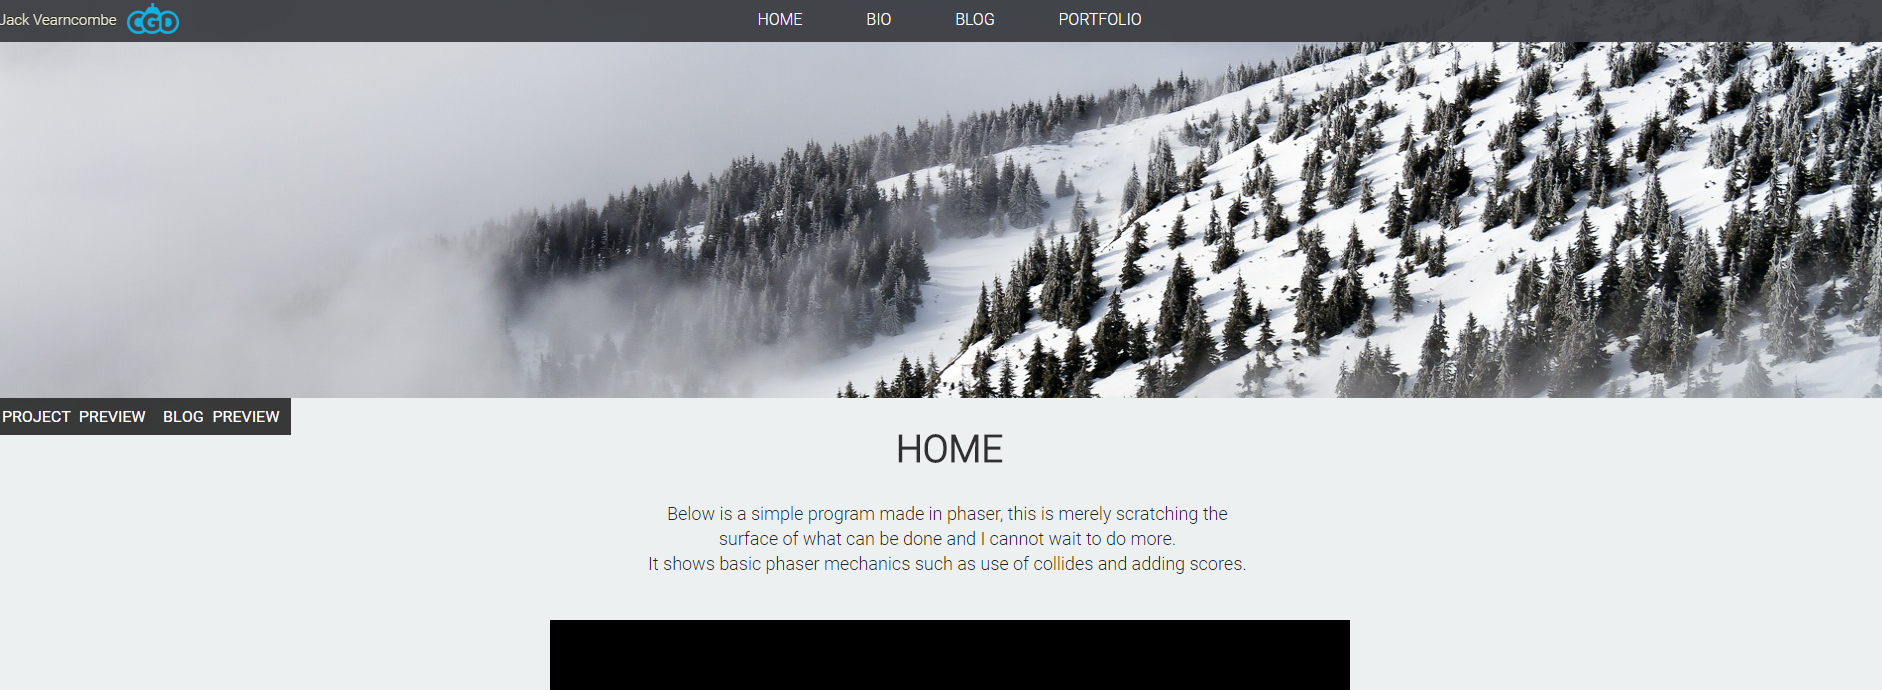 Jack Vearncombe CGD HOME BIO BLOG PORTFOLIO
PROJECT PREVIEW BLOG PREVIEW
HOME
Below is a simple program made in phaser, this is merely scratching the
surface of what can be done and I cannot wait to do more.
It shows basic phaser mechanics such as use of collides and adding scores.